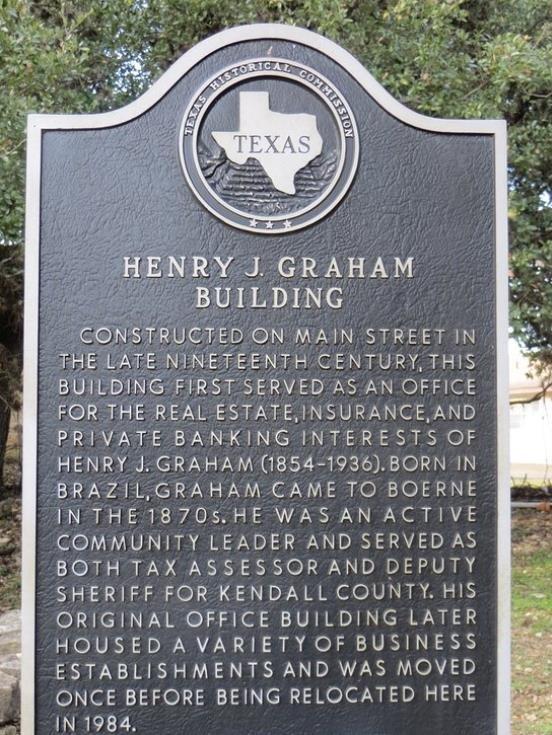 TEXAS HISTORICAL COMMISSION
TEXAS
HENRY J. GRAHAM
BUILDING
CONSTRUCTED ON MAIN STREET IN
THE LATE NINETEENTH CENTURY, THIS
BUILDING FIRST SERVED AS AN OFFICE
FOR THE REAL ESTATE, INSURANCE, AND
PRIVATE BANKING INTERESTS OF
HENRY J. GRAHAM (1854-1936). BORN IN
BRAZIL, GRAHAM CAME TO BOERNE
IN THE 1870s. HE WAS AN ACTIVE
COMMUNITY LEADER AND SERVED AS
BOTH TAX ASSESSOR AND DEPUTY
SHERIFF FOR KENDALL COUNTY. HIS
ORIGINAL OFFICE BUILDING LATER
HOUSED A VARIETY OF BUSINESS
ESTABLISHMENTS AND WAS MOVED
ONCE BEFORE BEING RELOCATED HERE
IN 1984.